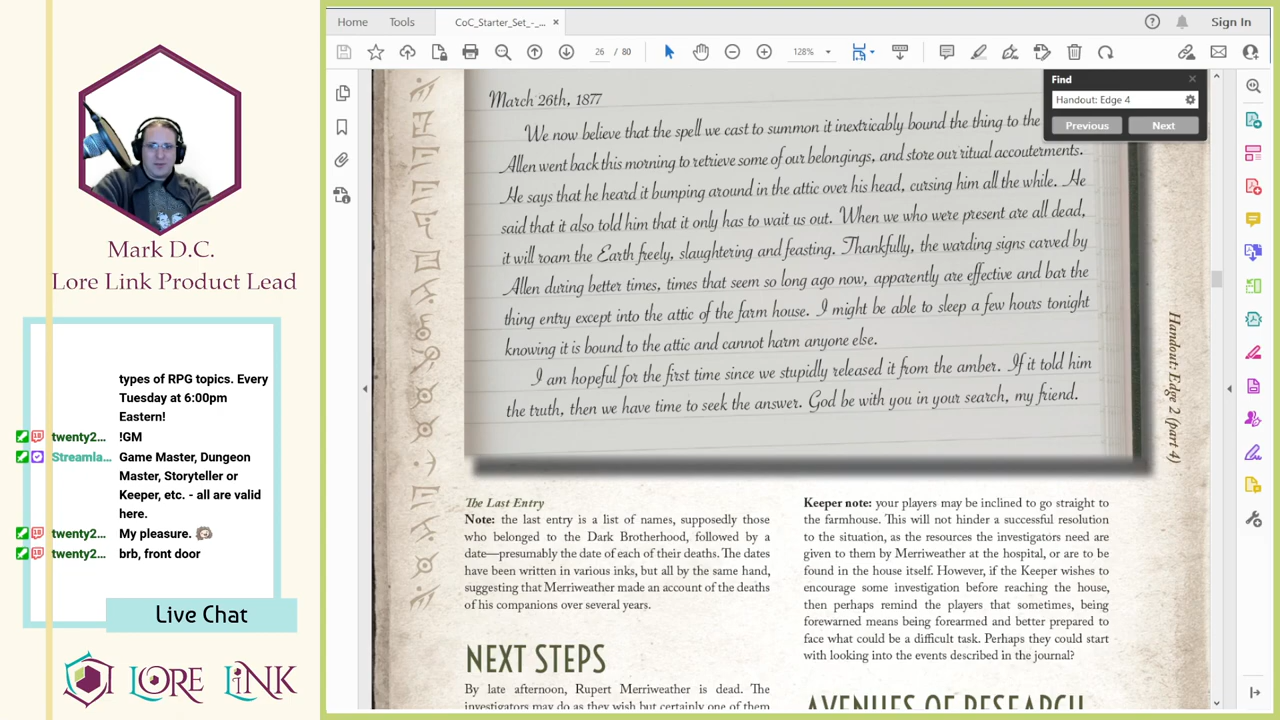 Mark D.C.
Lore Link Product Lead
types of RPG topics. Every
Tuesday at 6:00pm
Eastern!
twenty2... !GM
Streamla... Game Master, Dungeon
Master, Storyteller or
Keeper, etc. - all are valid
here.
twenty2... My pleasure.
twenty2... brb, front door
Live Chat
LORE LINK
Home Tools CoC_Starter_Set_-_... × Sign In
26 / 80 128%
Find
Handout: Edge 4
Previous Next
March 26th, 1877
We now believe that the spell we cast to summon it inextricably bound the thing to the
Allen went back this morning to retrieve some of our belongings, and store our ritual accouterments.
He says that he heard it bumping around in the attic over his head, cursing him all the while. He
said that it also told him that it only has to wait us out. When we who were present are all dead,
it will roam the Earth freely, slaughtering and feasting. Thankfully, the warding signs carved by
Allen during better times, times that seem so long ago now, apparently are effective and bar the
thing entry except into the attic of the farm house. I might be able to sleep a few hours tonight
knowing it is bound to the attic and cannot harm anyone else.
I am hopeful for the first time since we stupidly released it from the amber. If it told him
the truth, then we have time to seek the answer. God be with you in your search, my friend.
Handout: Edge 2 (part 4)
The Last Entry
Note: the last entry is a list of names, supposedly those
who belonged to the Dark Brotherhood, followed by a
date—presumably the date of each of their deaths. The dates
have been written in various inks, but all by the same hand,
suggesting that Merriweather made an account of the deaths
of his companions over several years.
NEXT STEPS
By late afternoon, Rupert Merriweather is dead. The
investigators may do as they wish but certainly one of them
Keeper note: your players may be inclined to go straight to
the farmhouse. This will not hinder a successful resolution
to the situation, as the resources the investigators need are
given to them by Merriweather at the hospital, or are to be
found in the house itself. However, if the Keeper wishes to
encourage some investigation before reaching the house,
then perhaps remind the players that sometimes, being
forewarned means being forearmed and better prepared to
face what could be a difficult task. Perhaps they could start
with looking into the events described in the journal?
AVENUES OF RESEARCH